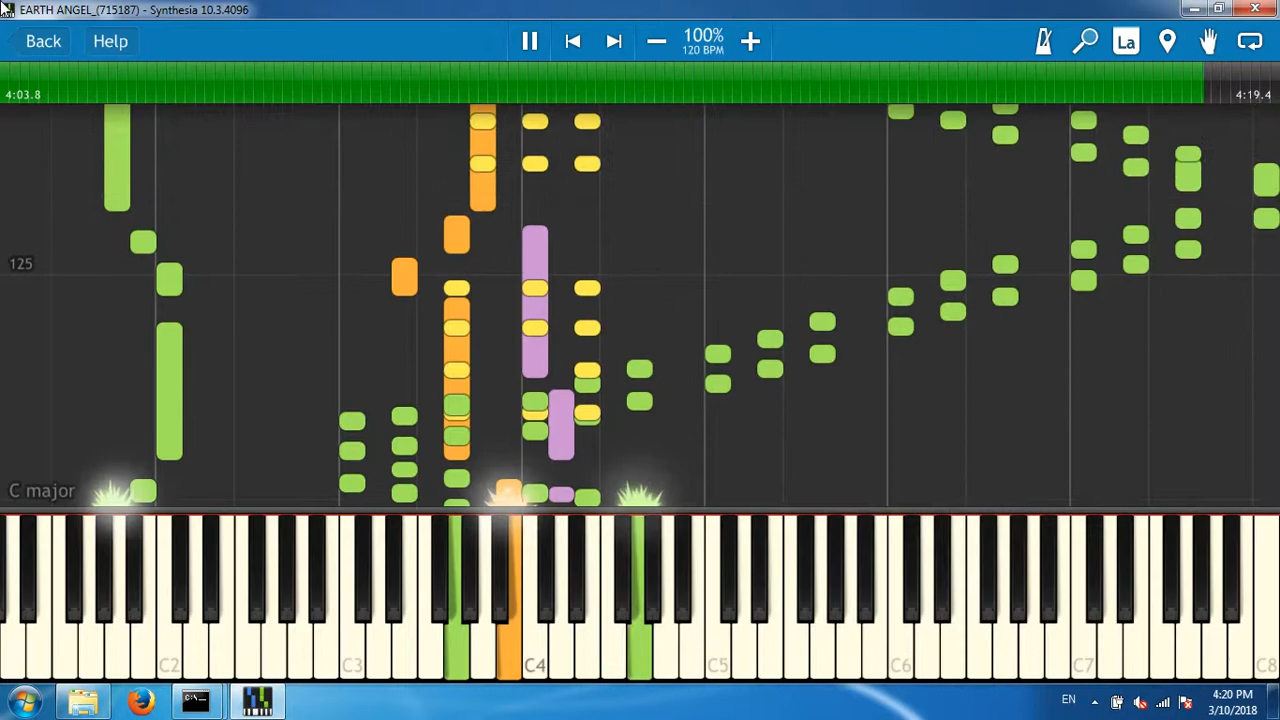 EARTH ANGEL_(715187) - Synthesia 10.3.4096
Back
Help
100%
120 BPM
La
4:03.8
4:19.4
125
C major
C2
C3
C4
C5
C6
C7
C8
C:\.
EN
4:20 PM
3/10/2018